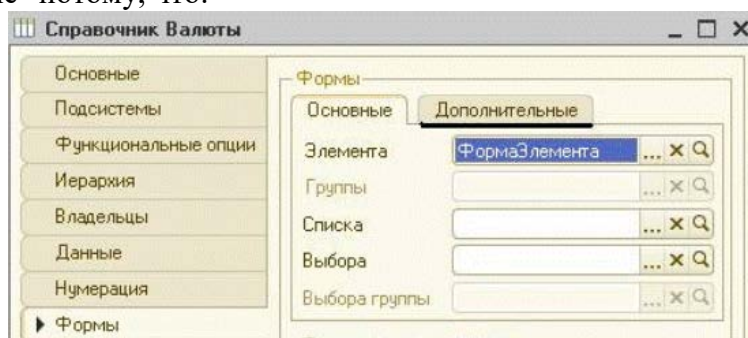 потому, что.
Справочник Валюты
Основные
Подсистемы
Функциональные опции
Иерархия
Владельцы
Данные
Нумерация
Формы
Формы
Основные Дополнительные
Элемента ФормаЭлемента ...
Группы ...
Списка ...
Выбора ...
Выбора группы ...